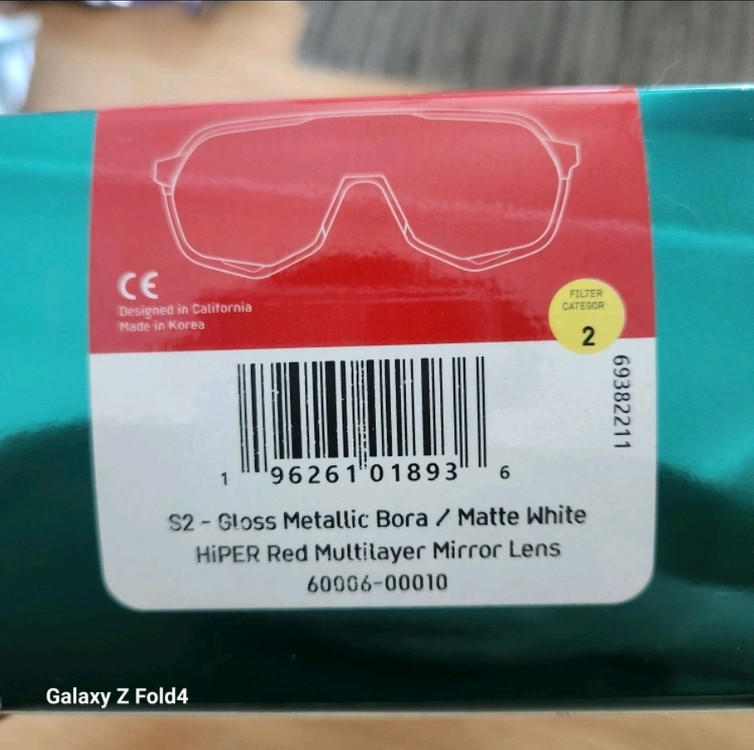 CE
Designed in California
Made in Korea
FILTER
CATEGOR
2
69382211
1 96261 01893 6
S2 - Gloss Metallic Bora / Matte White
HiPER Red Multilayer Mirror Lens
60006-00010
Galaxy Z Fold4